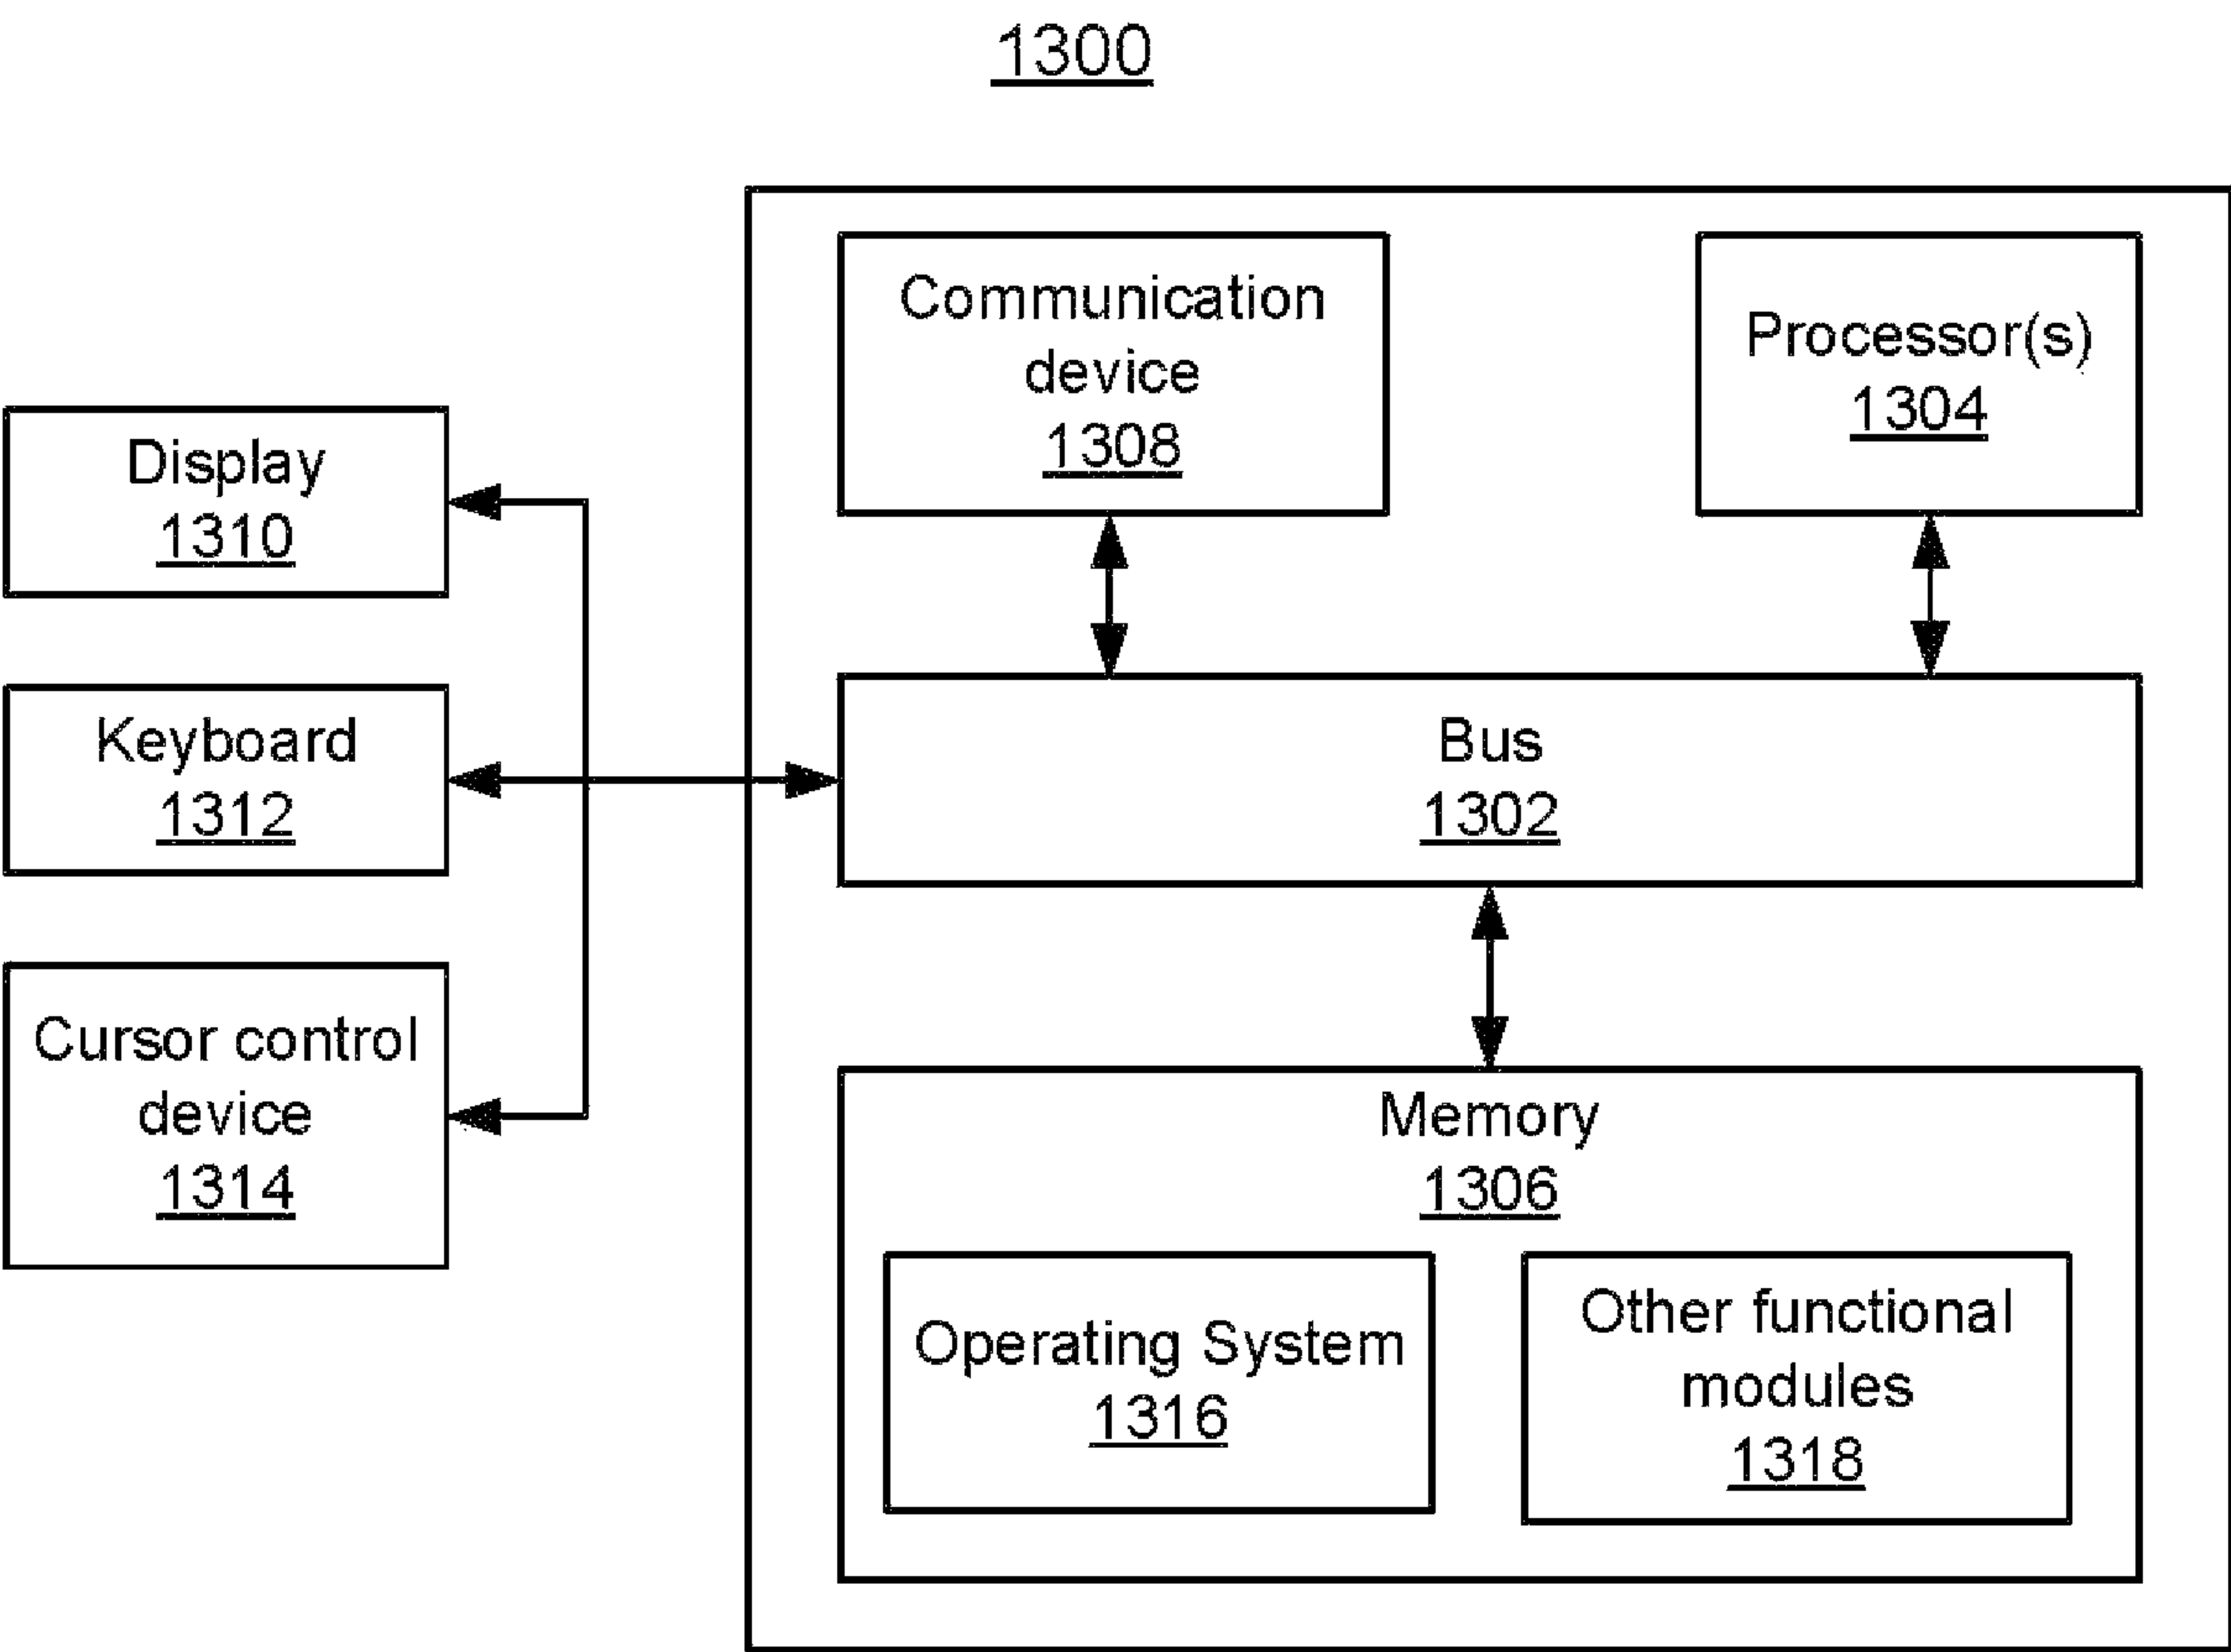 1300
Communication
device
1308
Processor(s)
1304
Display
1310
Keyboard
1312
Bus
1302
Cursor control
device
1314
Memory
1306
Operating System
1316
Other functional
modules
1318